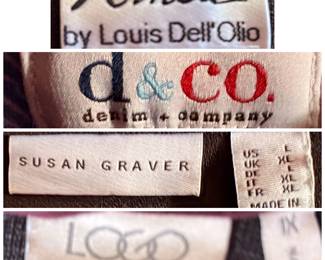 by Louis Dell'Olio
d & co.
denim + company
SUSAN GRAVER
US L
UK XL
DE L
IT XL
FR XL
MADE IN
LOGO
1X